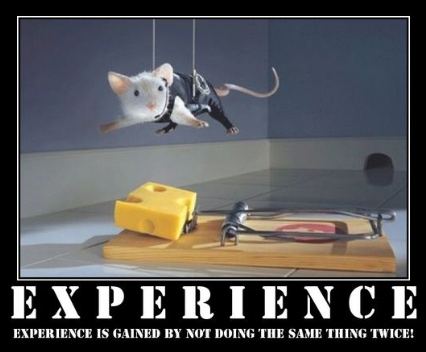 EXPERIENCE
EXPERIENCE IS GAINED BY NOT DOING THE SAME THING TWICE!